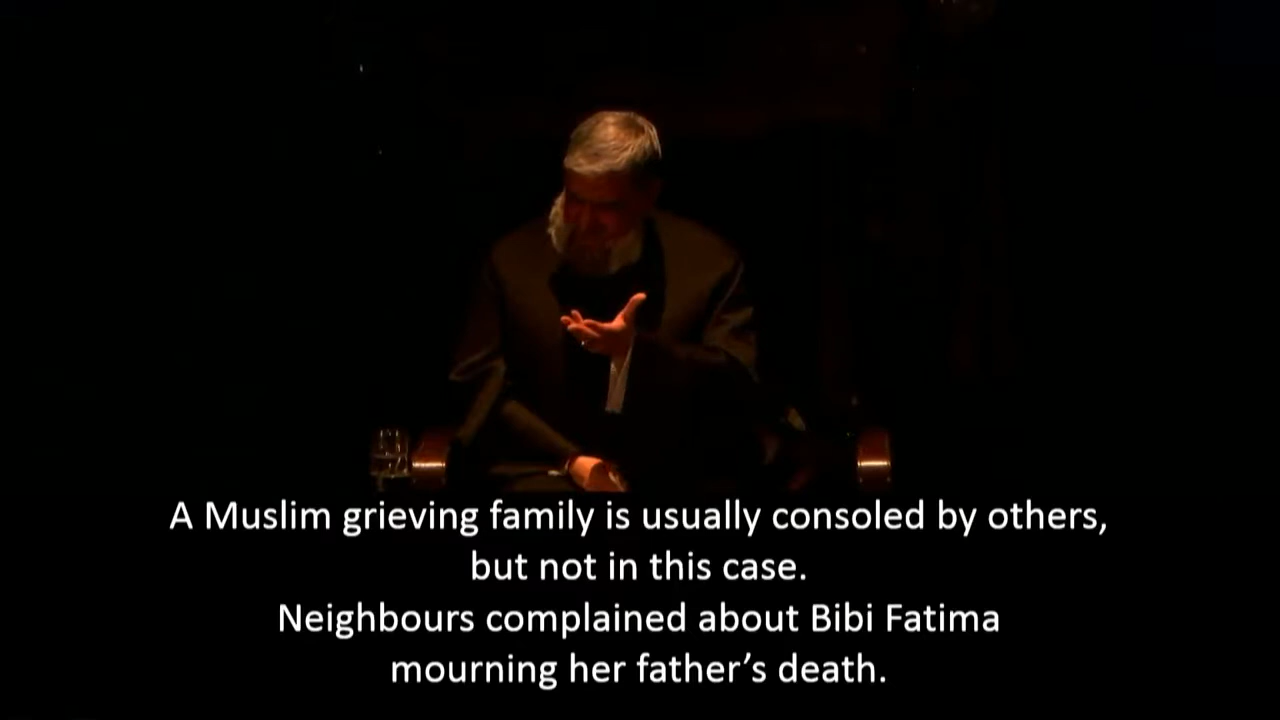 A Muslim grieving family is usually consoled by others,
but not in this case.
Neighbours complained about Bibi Fatima
mourning her father’s death.